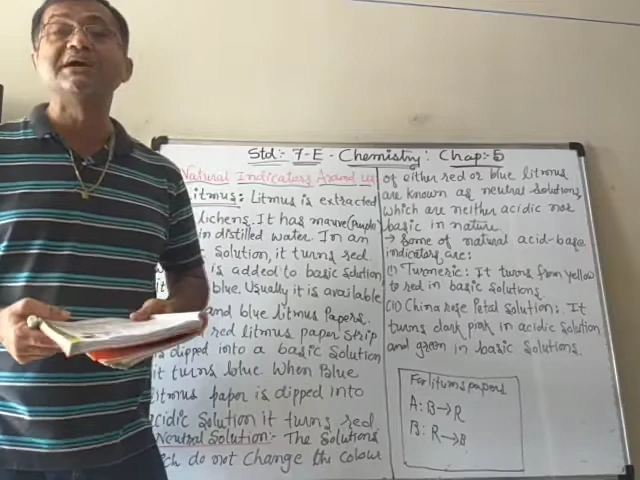 Std:- 7-E - Chemistry: Chap:-5
Natural Indicators Around us
itmus: Litmus is extracted
lichens. It has mauve (Purple)
in distilled water. In an
solution, it turns red.
is added to basic solution
blue. Usually it is available
and blue litmus Papers.
red litmus paper strip
is dipped into a basic solution
it turns blue. When Blue
litmus paper is dipped into
acidic Solution it turns red.
Neutral Solution:- The Solutions
ch do not Change the colour
of either red or blue litmus
are known as neutral solutions
which are neither acidic nor
basic in nature.
→ Some of natural acid-base
indicators are:
(i) Turmeric: It turns from yellow
to red in basic solutions.
(ii) China rose Petal Solution: It
turns dark pink in acidic Solution
and green in basic Solutions.
For litums papers
A: B→R
B: R→B